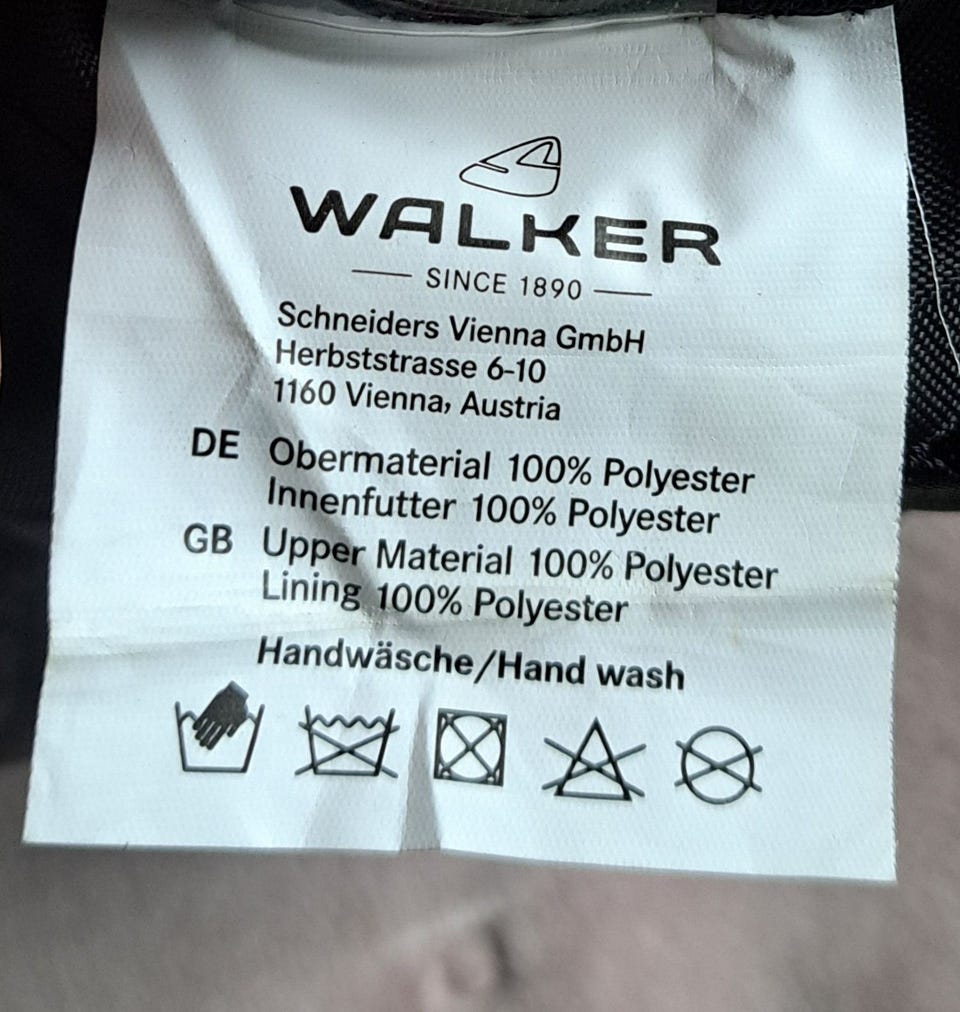 WALKER
SINCE 1890
Schneiders Vienna GmbH
Herbststrasse 6-10
1160 Vienna, Austria
DE Obermaterial 100% Polyester
Innenfutter 100% Polyester
GB Upper Material 100% Polyester
Lining 100% Polyester
Handwäsche/Hand wash